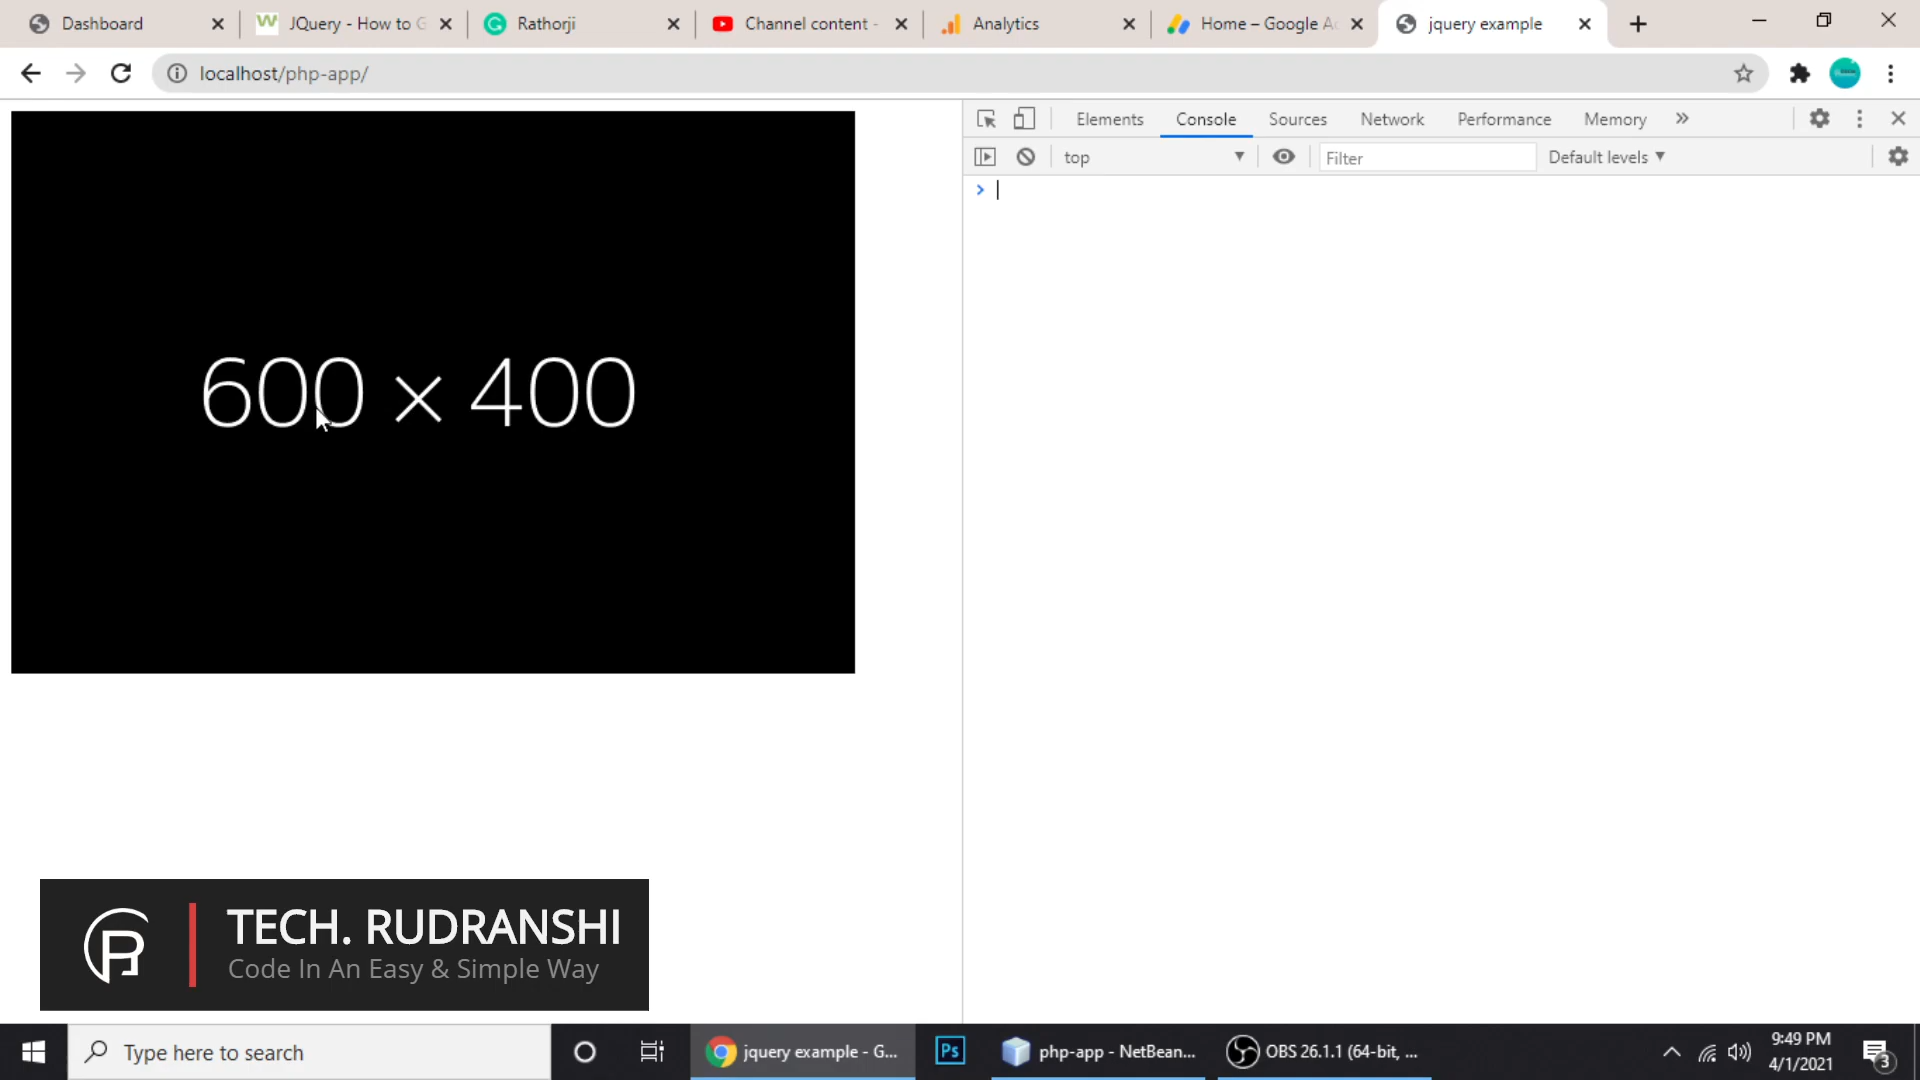 Dashboard
JQuery - How to G
Rathorji
Channel content -
Analytics
Home – Google Ad
jquery example
localhost/php-app/
Elements
Console
Sources
Network
Performance
Memory
top
Filter
Default levels
600 × 400
TECH. RUDRANSHI
Code In An Easy & Simple Way
Type here to search
jquery example - G...
Ps
php-app - NetBean...
OBS 26.1.1 (64-bit, ...
9:49 PM
4/1/2021
3